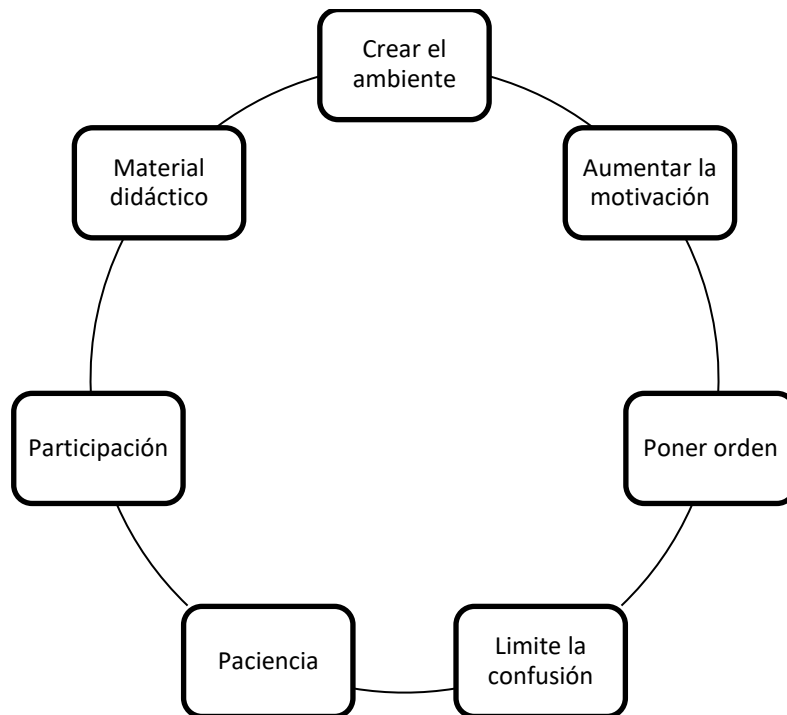 Crear el
ambiente
Aumentar la
motivación
Poner orden
Limite la
confusión
Paciencia
Participación
Material
didáctico